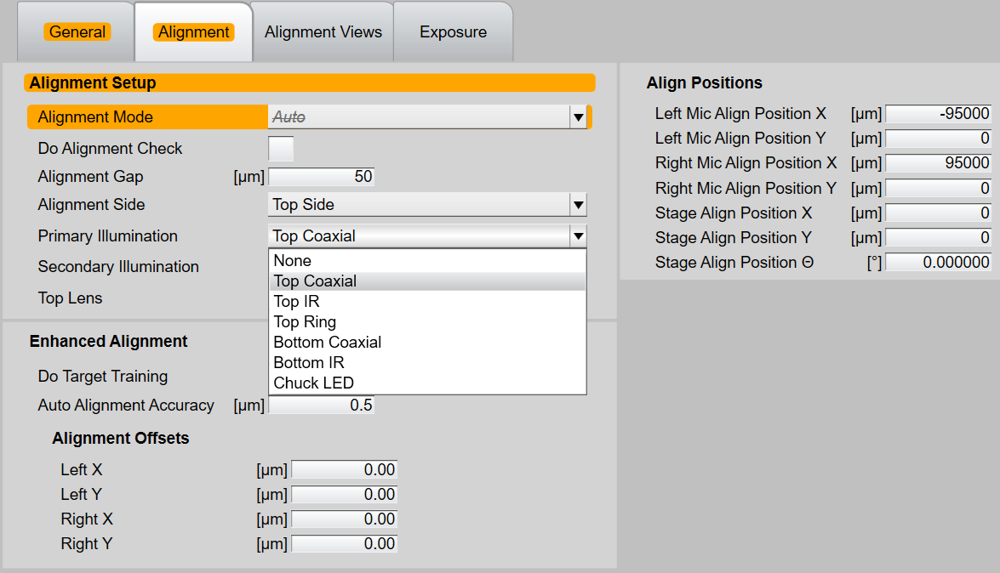 General Alignment Alignment Views Exposure
Alignment Setup
Alignment Mode Auto
Do Alignment Check
Alignment Gap [µm] 50
Alignment Side Top Side
Primary Illumination Top Coaxial
None
Top Coaxial
Top IR
Top Ring
Bottom Coaxial
Bottom IR
Chuck LED
Secondary Illumination
Top Lens
Enhanced Alignment
Do Target Training
Auto Alignment Accuracy [µm] 0.5
Alignment Offsets
Left X [µm] 0.00
Left Y [µm] 0.00
Right X [µm] 0.00
Right Y [µm] 0.00
Align Positions
Left Mic Align Position X [µm] -95000
Left Mic Align Position Y [µm] 0
Right Mic Align Position X [µm] 95000
Right Mic Align Position Y [µm] 0
Stage Align Position X [µm] 0
Stage Align Position Y [µm] 0
Stage Align Position Θ [°] 0.000000